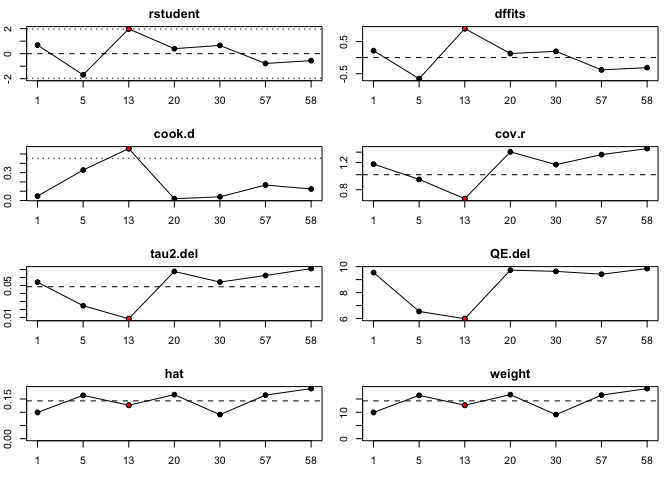 rstudent
dffits
2
0
-2
1 5 13 20 30 57 58
0.5
-0.5
1 5 13 20 30 57 58
cook.d
cov.r
0.3
0.0
1 5 13 20 30 57 58
1.2
0.8
1 5 13 20 30 57 58
tau2.del
QE.del
0.05
0.01
1 5 13 20 30 57 58
10
8
6
1 5 13 20 30 57 58
hat
weight
0.15
0.00
1 5 13 20 30 57 58
10
0
1 5 13 20 30 57 58